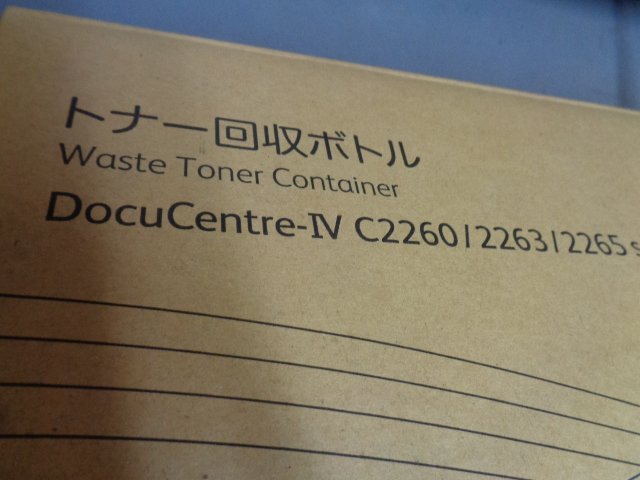 トナー回収ボトル
Waste Toner Container
DocuCentre-IV C2260/2263/2265 s